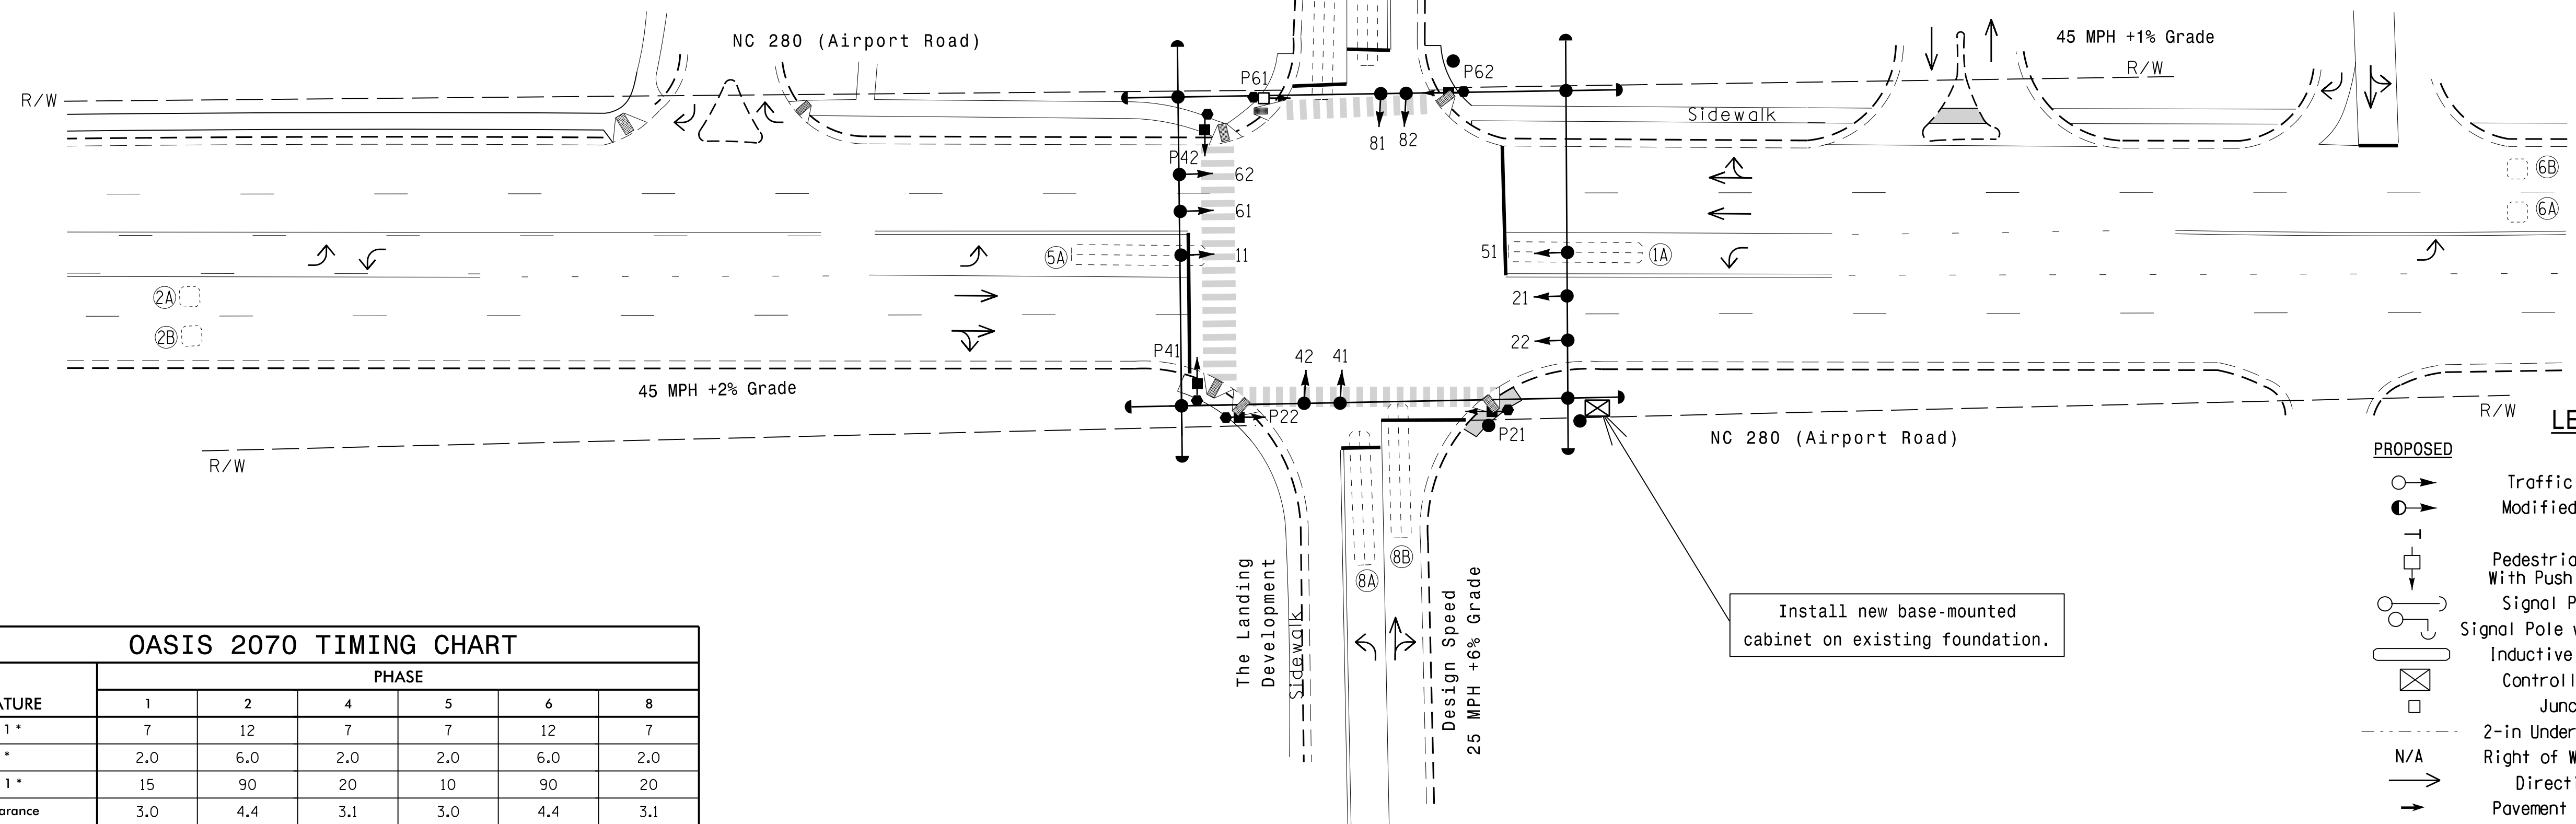 NC 280 (Airport Road)
45 MPH +1% Grade
R/W
R/W
P61
P62
Sidewalk
81
82
P42
62
61
11
5A
51
1A
6B
6A
2A
2B
21
22
P41
42
41
P22
P21
45 MPH +2% Grade
R/W
NC 280 (Airport Road)
R/W
The Landing
Development
Sidewalk
8A
8B
Design Speed
25 MPH +6% Grade
Install new base-mounted
cabinet on existing foundation.
OASIS 2070 TIMING CHART
PHASE
1 2 4 5 6 8
1 * 7 12 7 7 12 7
* 2.0 6.0 2.0 2.0 6.0 2.0
1 * 15 90 20 10 90 20
3.0 4.4 3.1 3.0 4.4 3.1
PROPOSED
Traffic
Modified
With Push
Signal P
Signal Pole
Inductive
2-in Under
N/A Right of W
Pavement